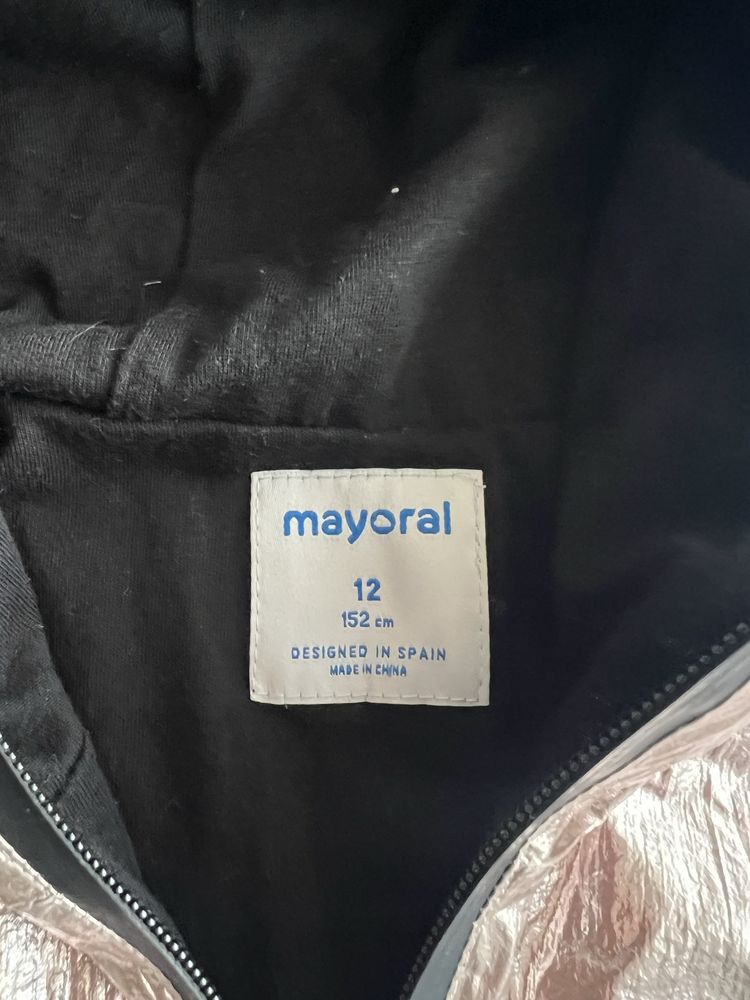 mayoral
12
152 cm
DESIGNED IN SPAIN
MADE IN CHINA